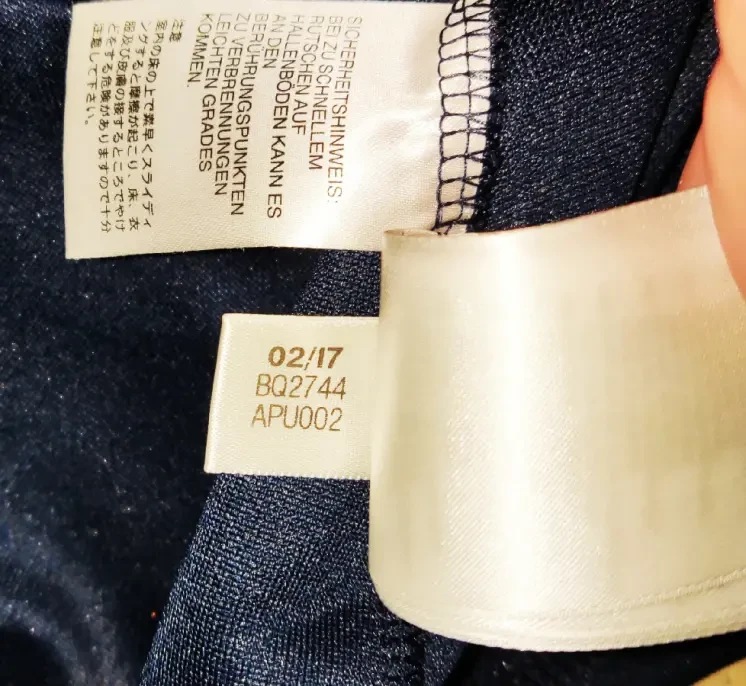 SICHERHEITSHINWEIS:
BEI ZU SCHNELLEM
RUTSCHEN AUF
HALLENBÖDEN KANN ES
AN DEN
BERÜHRUNGSPUNKTEN
ZU VERBRENNUNGEN
LEICHTEN GRADES
KOMMEN.
注意
室内の床の上で素早くスライディ
ングすると摩擦が起こり、床、衣
服及び皮膚の接するところでやけ
どをする危険がありますので十分
注意して下さい。
02/17
BQ2744
APU002